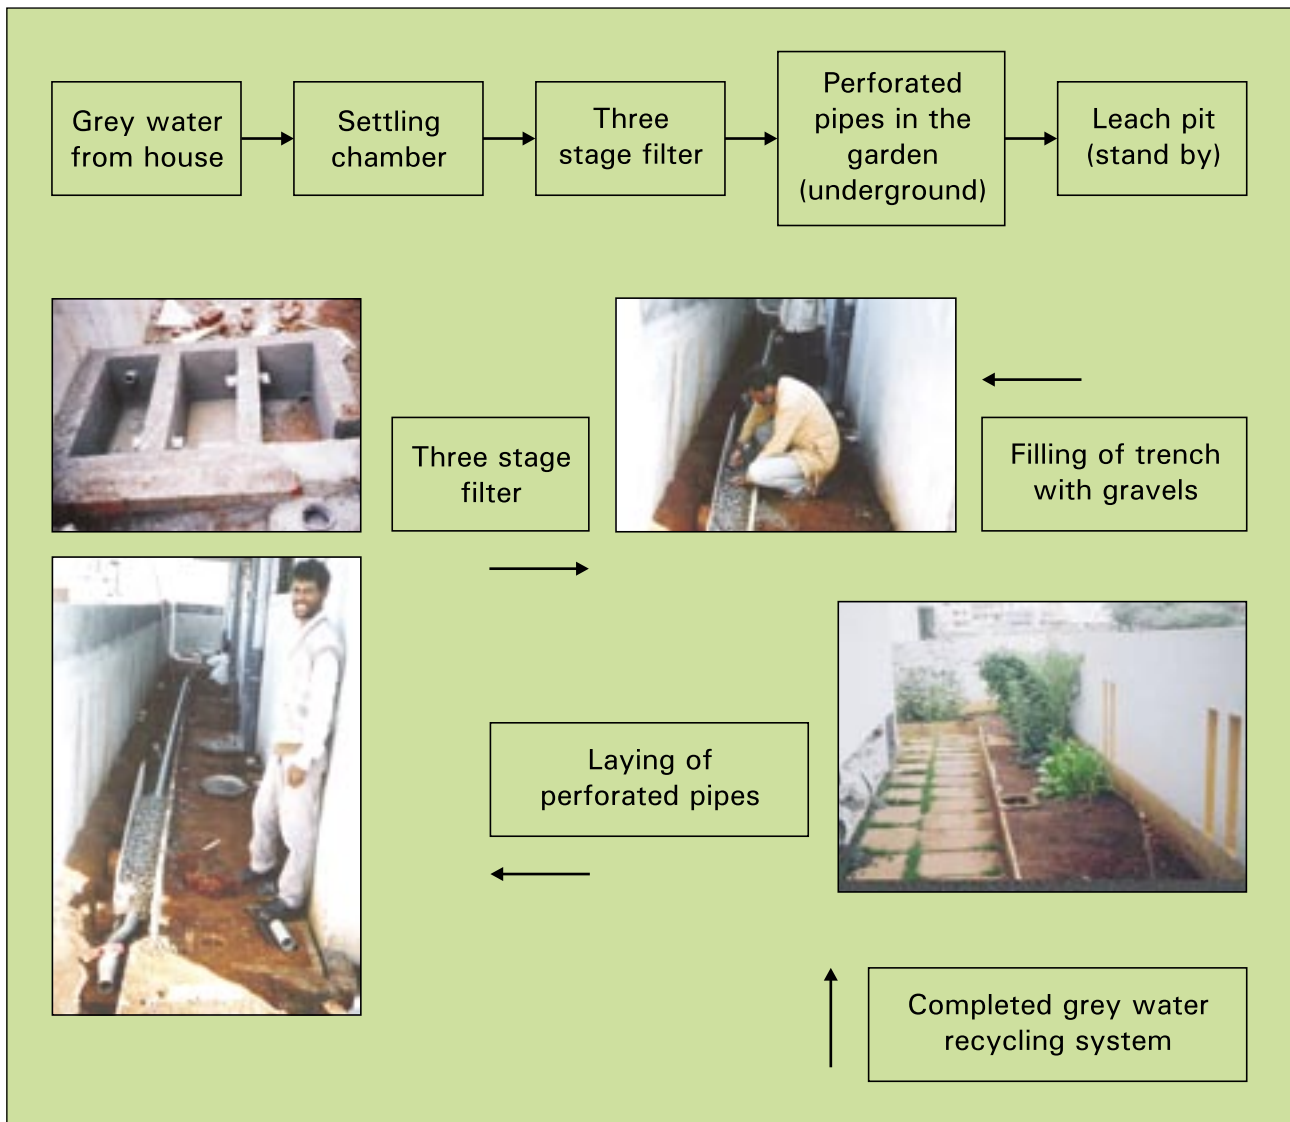 Grey water
from house
Settling
chamber
Three
stage filter
Perforated
pipes in the
garden
(underground)
Leach pit
(stand by)
Three stage
filter
Filling of trench
with gravels
Laying of
perforated pipes
Completed grey water
recycling system